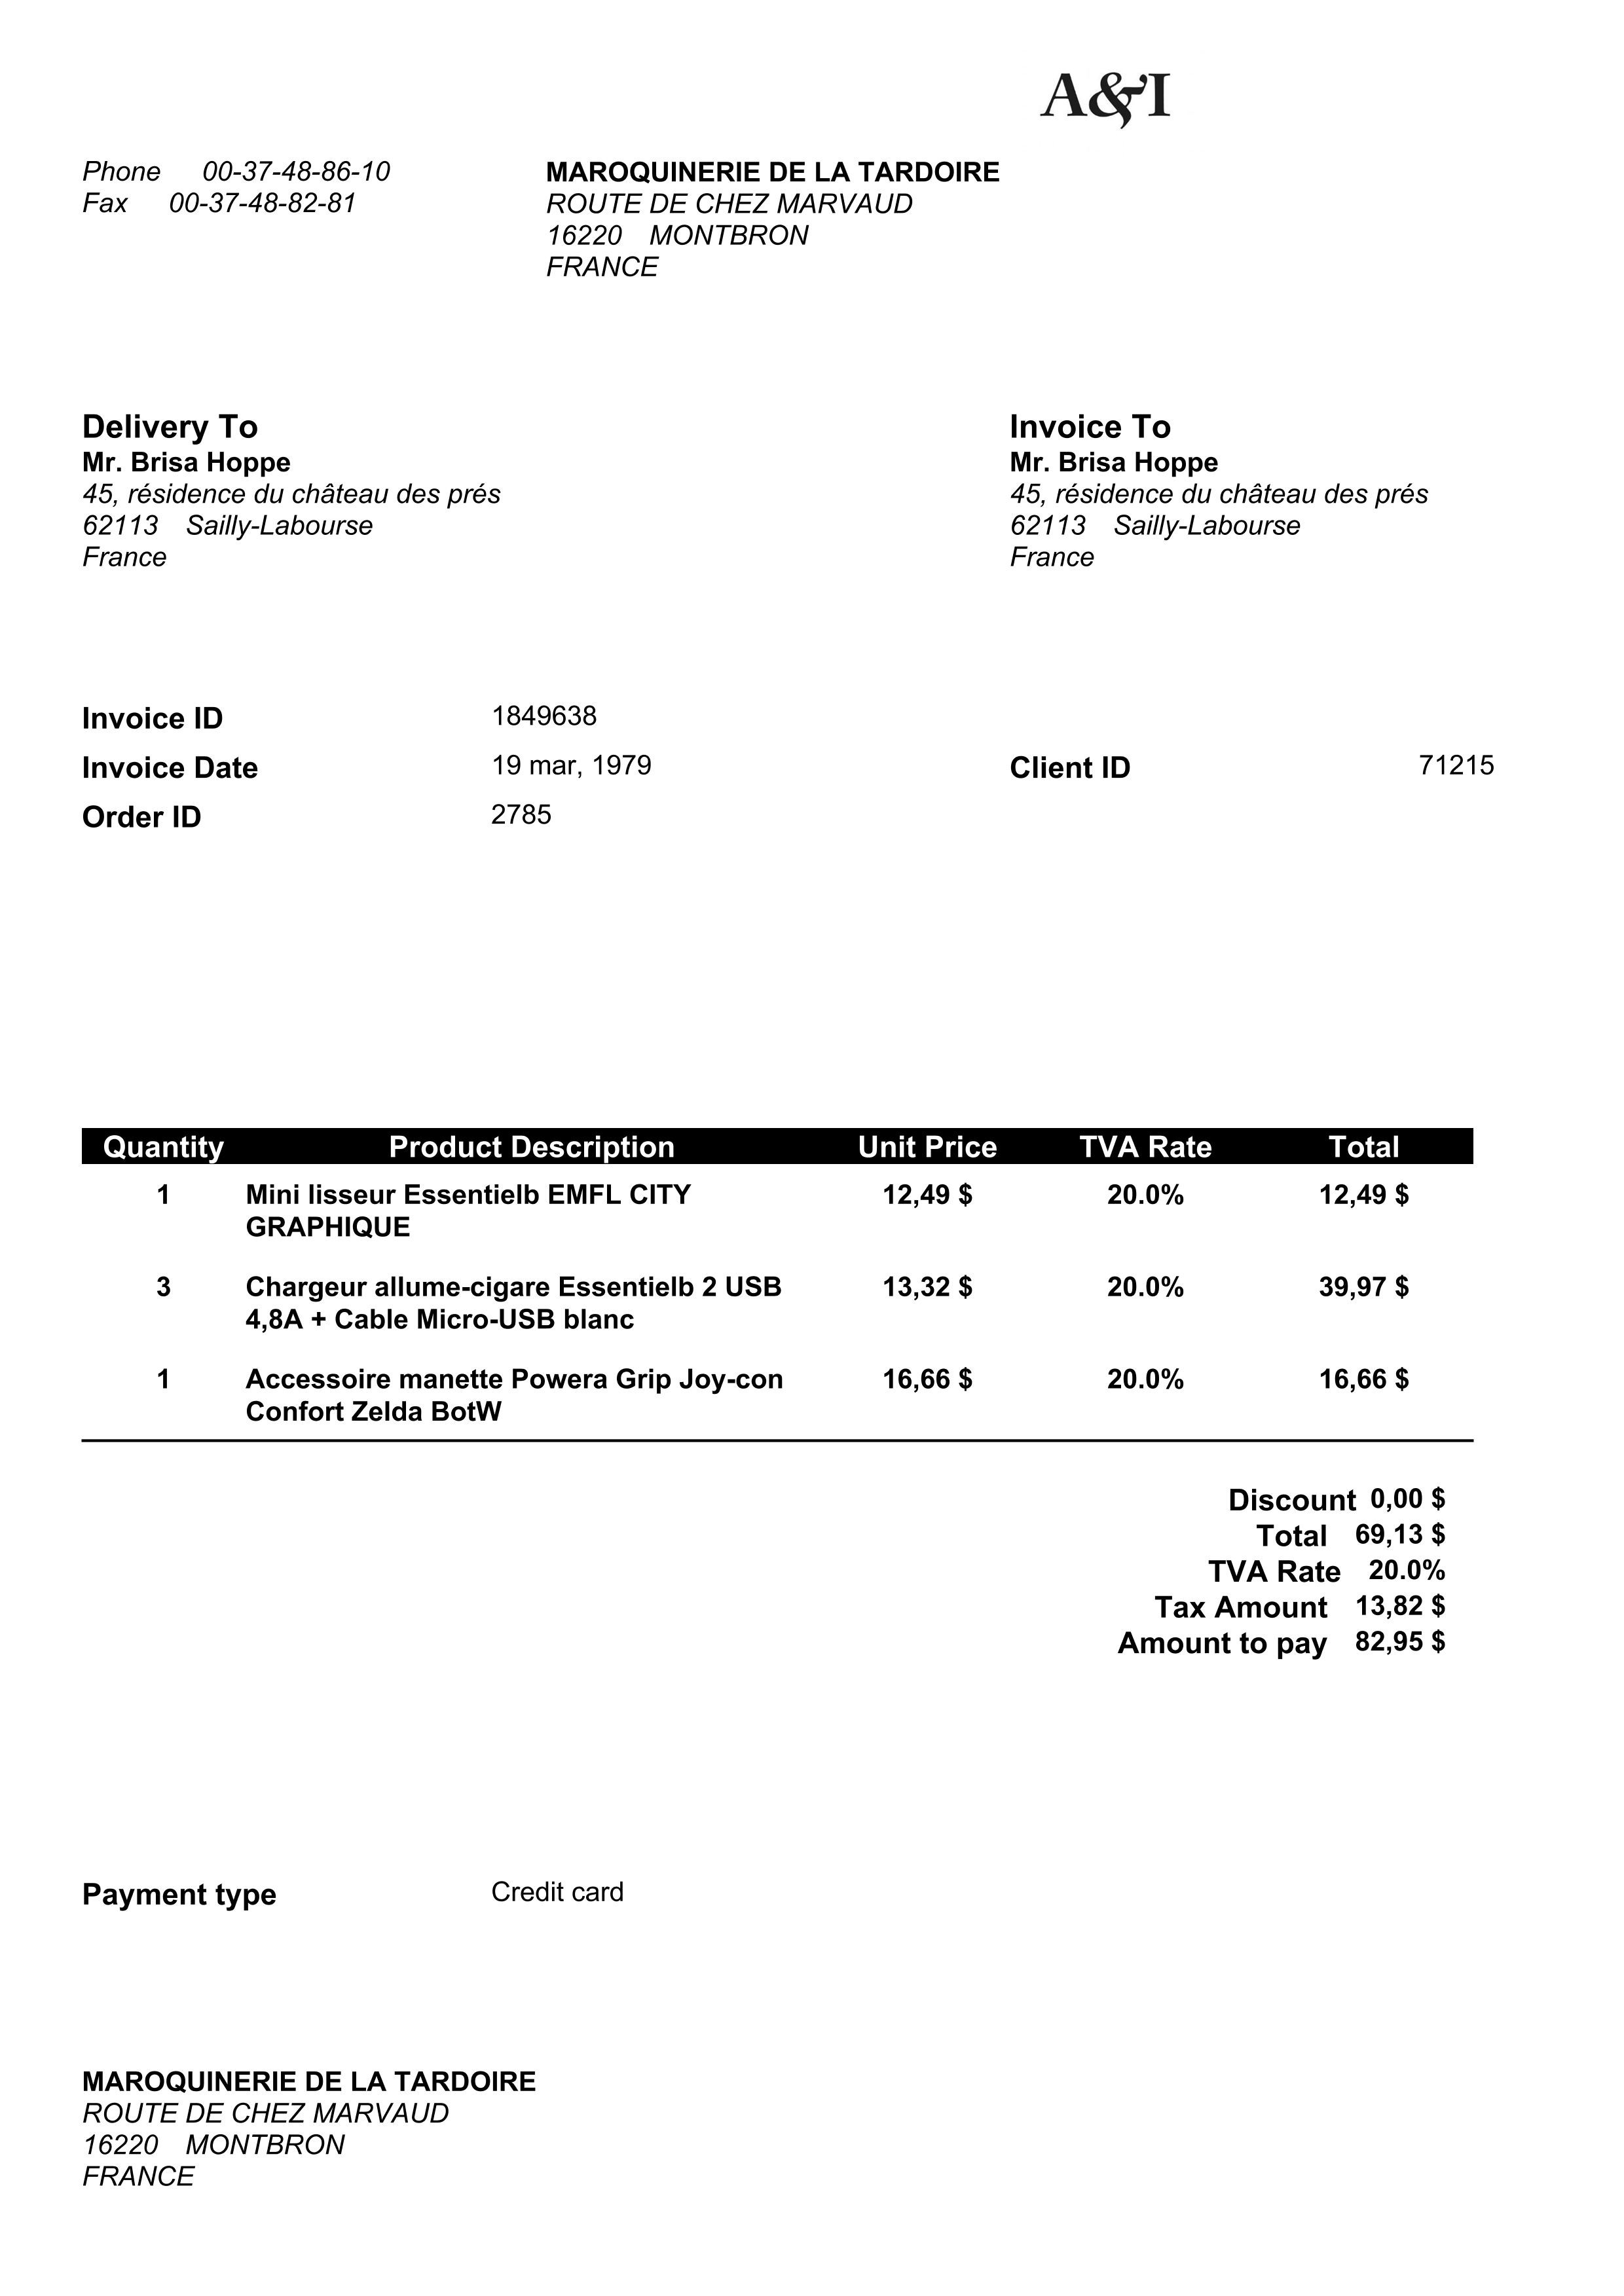 A&I
Phone 00-37-48-86-10
Fax 00-37-48-82-81
MAROQUINERIE DE LA TARDOIRE
ROUTE DE CHEZ MARVAUD
16220 MONTBRON
FRANCE
Delivery To
Mr. Brisa Hoppe
45, résidence du château des prés
62113 Sailly-Labourse
France
Invoice To
Mr. Brisa Hoppe
45, résidence du château des prés
62113 Sailly-Labourse
France
Invoice ID 1849638
Invoice Date 19 mar, 1979
Order ID 2785
Client ID 71215
Quantity Product Description Unit Price TVA Rate Total
1 Mini lisseur Essentielb EMFL CITY 12,49 $ 20.0% 12,49 $
GRAPHIQUE
3 Chargeur allume-cigare Essentielb 2 USB 13,32 $ 20.0% 39,97 $
4,8A + Cable Micro-USB blanc
1 Accessoire manette Powera Grip Joy-con 16,66 $ 20.0% 16,66 $
Confort Zelda BotW
Discount 0,00 $
Total 69,13 $
TVA Rate 20.0%
Tax Amount 13,82 $
Amount to pay 82,95 $
Payment type Credit card
MAROQUINERIE DE LA TARDOIRE
ROUTE DE CHEZ MARVAUD
16220 MONTBRON
FRANCE